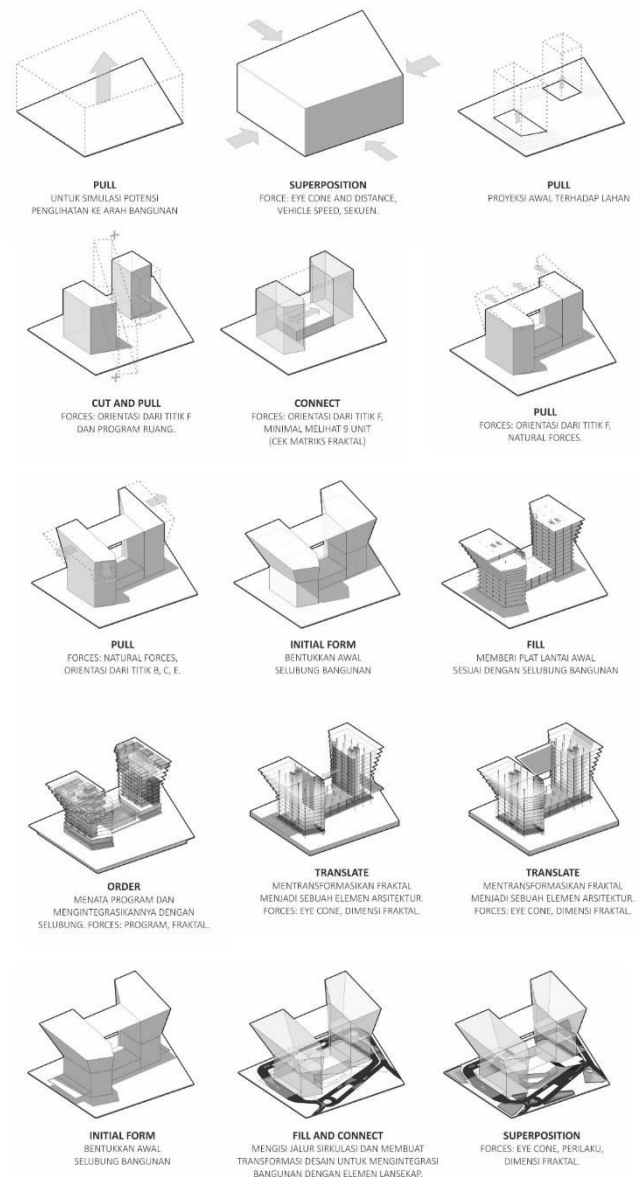 PULL
UNTUK SIMULASI POTENSI
PENGLIHATAN KE ARAH BANGUNAN
SUPERPOSITION
FORCE: EYE CONE AND DISTANCE,
VEHICLE SPEED, SEKUEN.
PULL
PROYEKSI AWAL TERHADAP LAHAN
CUT AND PULL
FORCES: ORIENTASI DARI TITIK F
DAN PROGRAM RUANG.
CONNECT
FORCES: ORIENTASI DARI TITIK F,
MINIMAL MELIHAT 9 UNIT
(CEK MATRIKS FRAKTAL)
PULL
FORCES: ORIENTASI DARI TITIK F,
NATURAL FORCES.
PULL
FORCES: NATURAL FORCES,
ORIENTASI DARI TITIK B, C, E.
INITIAL FORM
BENTUKKAN AWAL
SELUBUNG BANGUNAN
FILL
MEMBERI PLAT LANTAI AWAL
SESUAI DENGAN SELUBUNG BANGUNAN
ORDER
MENATA PROGRAM DAN
MENGINTEGRASIKANNYA DENGAN
SELUBUNG. FORCES: PROGRAM, FRAKTAL.
TRANSLATE
MENTRANSFORMASIKAN FRAKTAL
MENJADI SEBUAH ELEMEN ARSITEKTUR.
FORCES: EYE CONE, DIMENSI FRAKTAL.
TRANSLATE
MENTRANSFORMASIKAN FRAKTAL
MENJADI SEBUAH ELEMEN ARSITEKTUR.
FORCES: EYE CONE, DIMENSI FRAKTAL.
INITIAL FORM
BENTUKKAN AWAL
SELUBUNG BANGUNAN
FILL AND CONNECT
MENGISI JALUR SIRKULASI DAN MEMBUAT
TRANSFORMASI DESAIN UNTUK MENGINTEGRASI
BANGUNAN DENGAN ELEMEN LANSEKAP.
SUPERPOSITION
FORCES: EYE CONE, PERILAKU,
DIMENSI FRAKTAL.